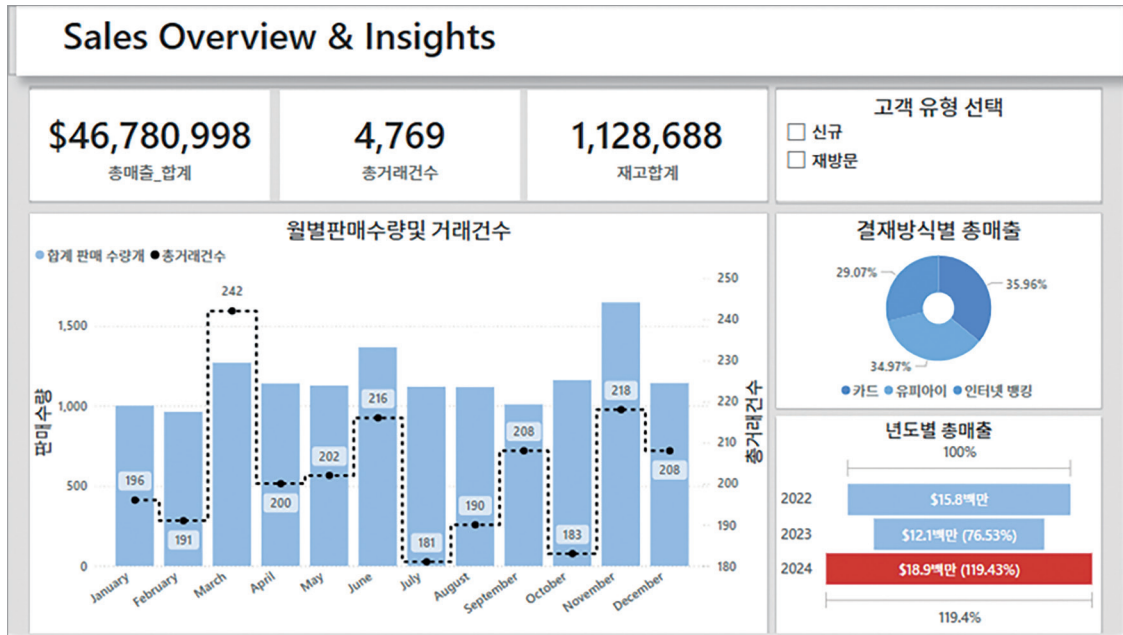 Sales Overview & Insights
$46,780,998
총매출_합계
4,769
총거래건수
1,128,688
재고합계
고객 유형 선택
신규
재방문
월별판매수량및 거래건수
합계 판매 수량개 총거래건수
판매수량
1,500
1,000
500
0
196
191
242
200
202
216
181
190
208
183
218
208
250
240
230
220
210
200
190
180
총거래건수
January
February
March
April
May
June
July
August
September
October
November
December
결재방식별 총매출
29.07%
35.96%
34.97%
카드 유피아이 인터넷 뱅킹
년도별 총매출
100%
2022 $15.8백만
2023 $12.1백만 (76.53%)
2024 $18.9백만 (119.43%)
119.4%